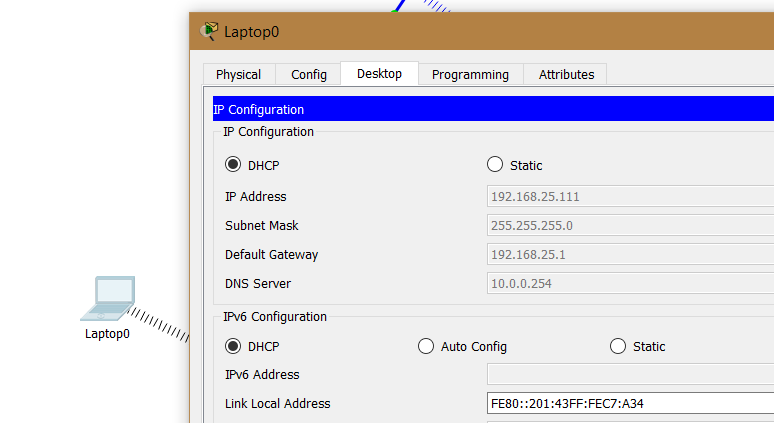 Laptop0
Physical Config Desktop Programming Attributes
IP Configuration
IP Configuration
DHCP Static
IP Address 192.168.25.111
Subnet Mask 255.255.255.0
Default Gateway 192.168.25.1
DNS Server 10.0.0.254
IPv6 Configuration
DHCP Auto Config Static
IPv6 Address
Link Local Address FE80::201:43FF:FEC7:A34
Laptop0